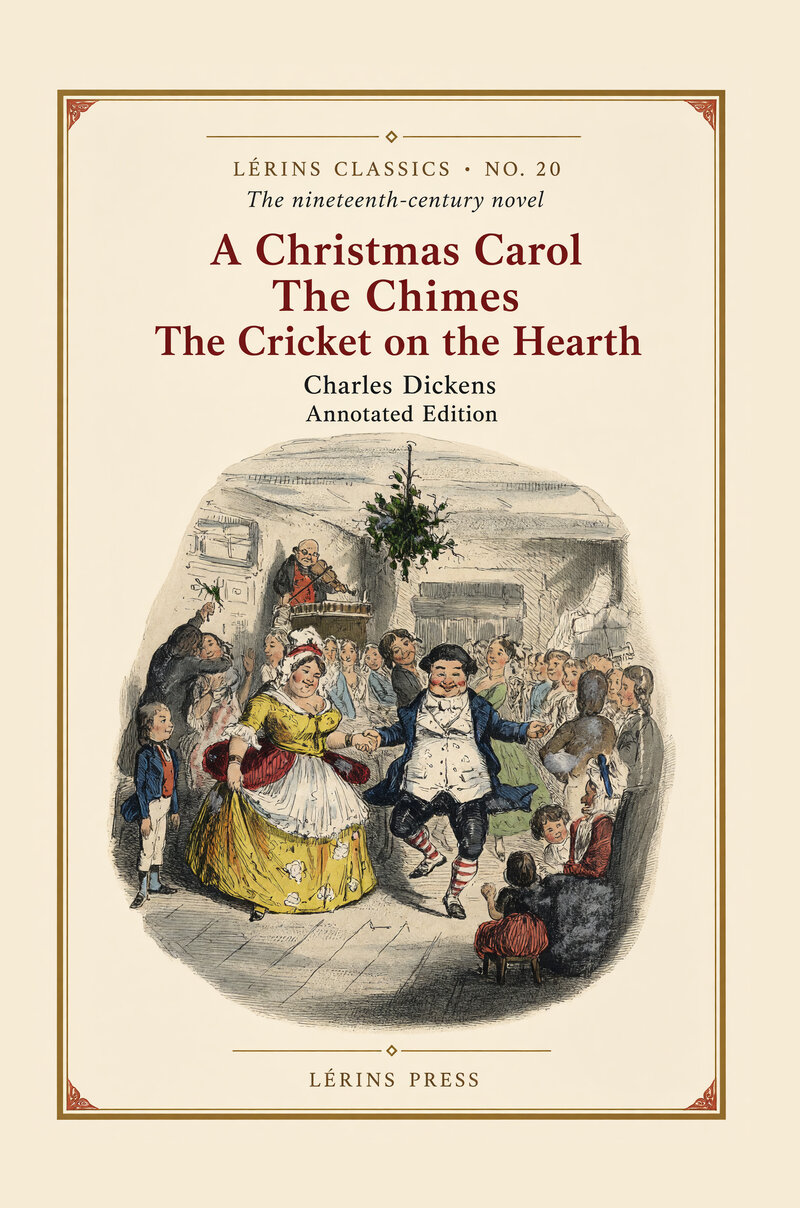 LÉRINS CLASSICS • NO. 20
The nineteenth-century novel
A Christmas Carol
The Chimes
The Cricket on the Hearth
Charles Dickens
Annotated Edition
LÉRINS PRESS